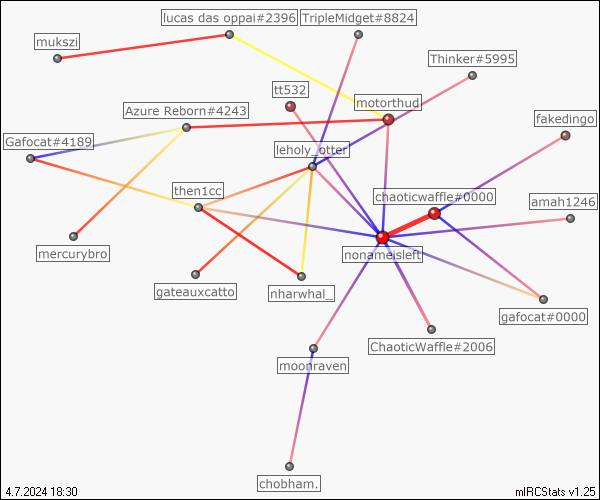 lucas das oppai#2396
TripleMidget#8824
mukszi
Thinker#5995
tt532
motorthud
Azure Reborn#4243
fakedingo
Gafocat#4189
leholy_otter
then1cc
chaoticwaffle#0000
amah1246
mercurybro
nonameisleft
gateauxcatto
nharwhal_
gafocat#0000
ChaoticWaffle#2006
moonraven
chobham.
4.7.2024 18:30
mIRCStats v1.25